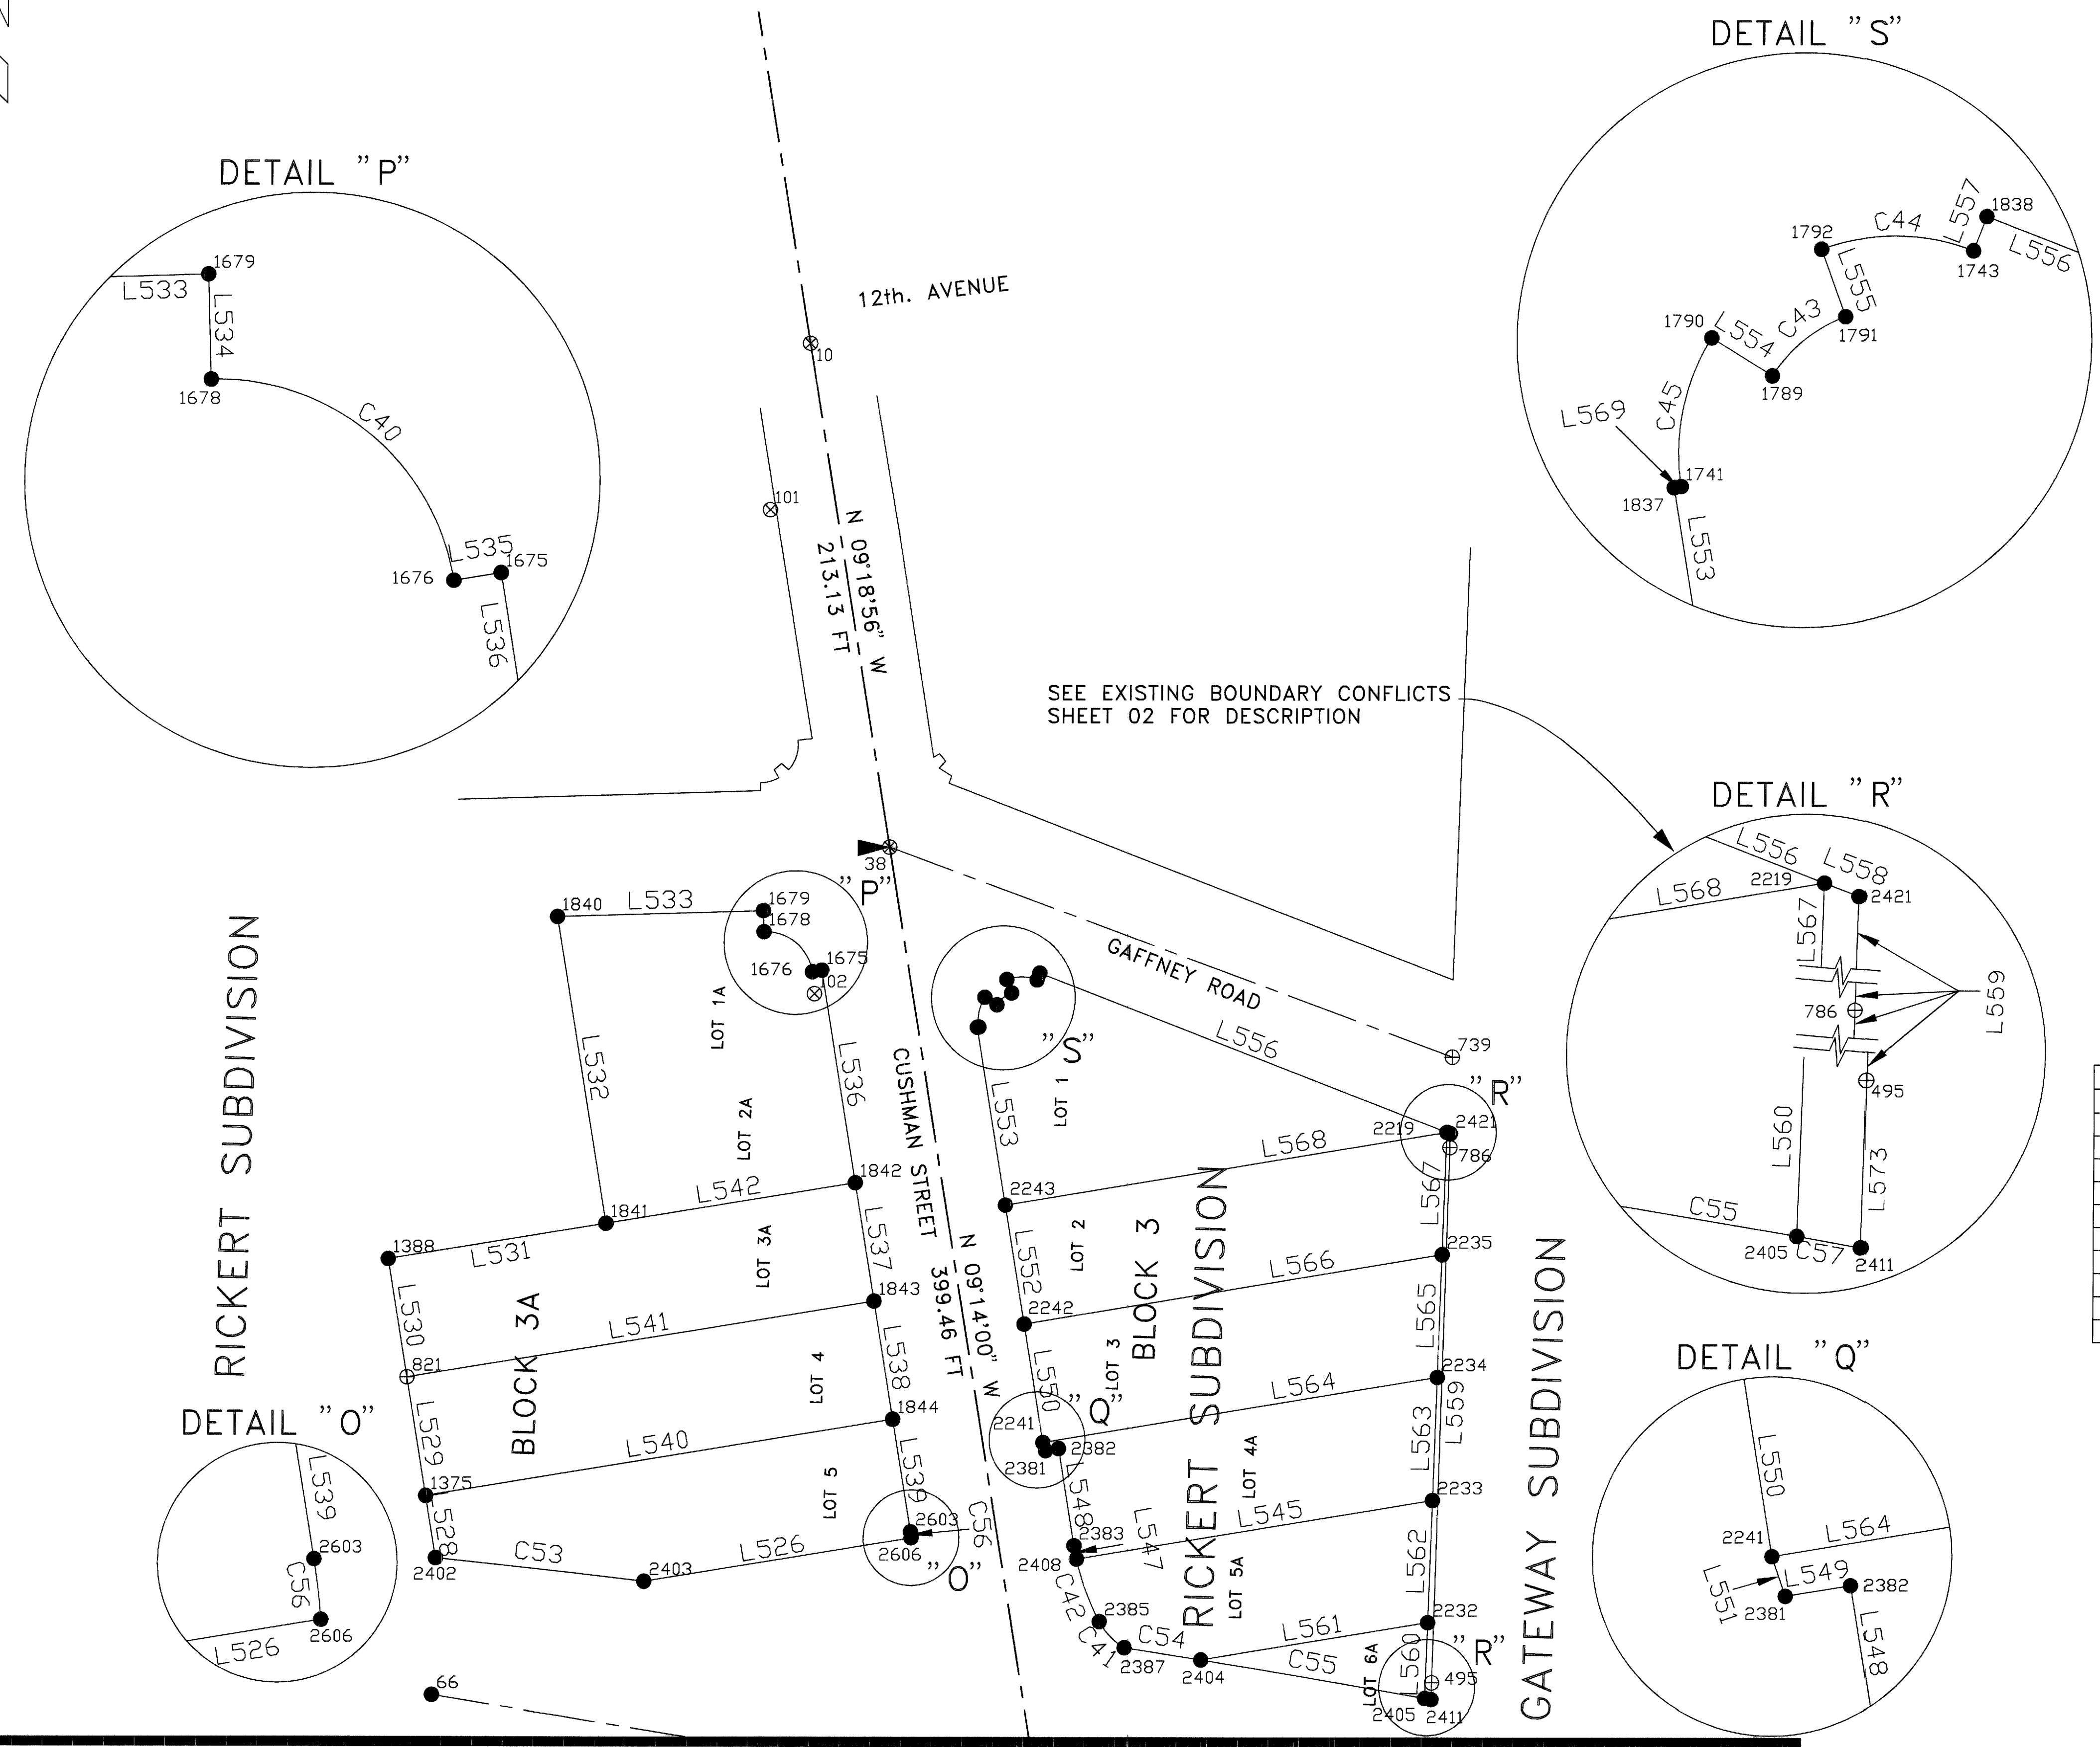 DETAIL "S"
1838
L557
C44
1792
L556
1743
L555
C43
1790
L554
1791
1789
C45
L569
1741
1837
L553
DETAIL "P"
1679
L533
L534
1678
C40
L535
1675
1676
L536
12th. AVENUE
10
101
N 09°18'56" W
213.13 FT
SEE EXISTING BOUNDARY CONFLICTS
SHEET 02 FOR DESCRIPTION
DETAIL "R"
L556
L558
2219
L568
2421
L567
L559
786
495
L560
L573
C55
2405
C57
2411
38
"P"
1840
L533
1679
1678
1675
1676
102
GAFFNEY ROAD
739
"S"
L556
"R"
2421
2219
786
RICKERT SUBDIVISION
LOT 1A
L532
L536
CUSHMAN STREET
L553
LOT 1
L568
LOT 2A
1842
L542
1841
2243
L567
1388
L531
LOT 3A
L537
N 09°14'00" W
399.46 FT
L552
LOT 2
BLOCK 3
RICKERT SUBDIVISION
2235
L566
L530
BLOCK 3A
1843
L541
2242
L565
GATEWAY SUBDIVISION
821
LOT 4
L538
L550
LOT 3
L564
2234
L559
DETAIL "O"
L539
2603
C56
2606
L526
L529
1844
L540
2241
"Q"
2382
2381
L563
DETAIL "Q"
L550
2241
L564
L549
L551
2382
2381
L548
1375
LOT 5
L539
L548
LOT 4A
2233
L545
L528
2603
C56
2606
"O"
2383
L547
2408
C53
L526
2402
2403
LOT 5A
L562
C42
2385
C41
C54
2387
2404
L561
2232
C55
LOT 6A
L560
"R"
495
2405
2411
66